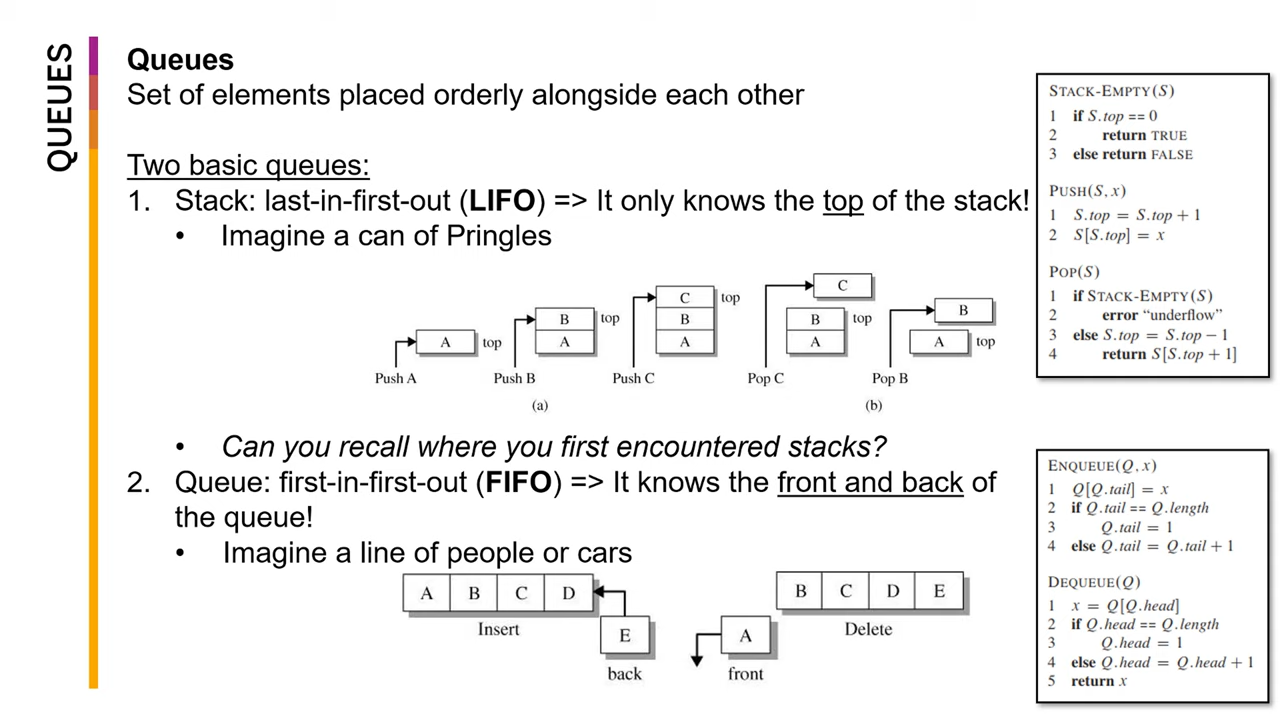 QUEUES
Queues
Set of elements placed orderly alongside each other
Two basic queues:
1. Stack: last-in-first-out (LIFO) => It only knows the top of the stack!
• Imagine a can of Pringles
A top
Push A
B top
A
Push B
C top
B
A
Push C
C
B top
A
Pop C
B
A top
Pop B
(a)
(b)
• Can you recall where you first encountered stacks?
2. Queue: first-in-first-out (FIFO) => It knows the front and back of
the queue!
• Imagine a line of people or cars
A B C D
Insert
E
back
B C D E
Delete
A
front
STACK-EMPTY(S)
1 if S.top == 0
2 return TRUE
3 else return FALSE
PUSH(S, x)
1 S.top = S.top + 1
2 S[S.top] = x
POP(S)
1 if STACK-EMPTY(S)
2 error “underflow”
3 else S.top = S.top − 1
4 return S[S.top + 1]
ENQUEUE(Q, x)
1 Q[Q.tail] = x
2 if Q.tail == Q.length
3 Q.tail = 1
4 else Q.tail = Q.tail + 1
DEQUEUE(Q)
1 x = Q[Q.head]
2 if Q.head == Q.length
3 Q.head = 1
4 else Q.head = Q.head + 1
5 return x